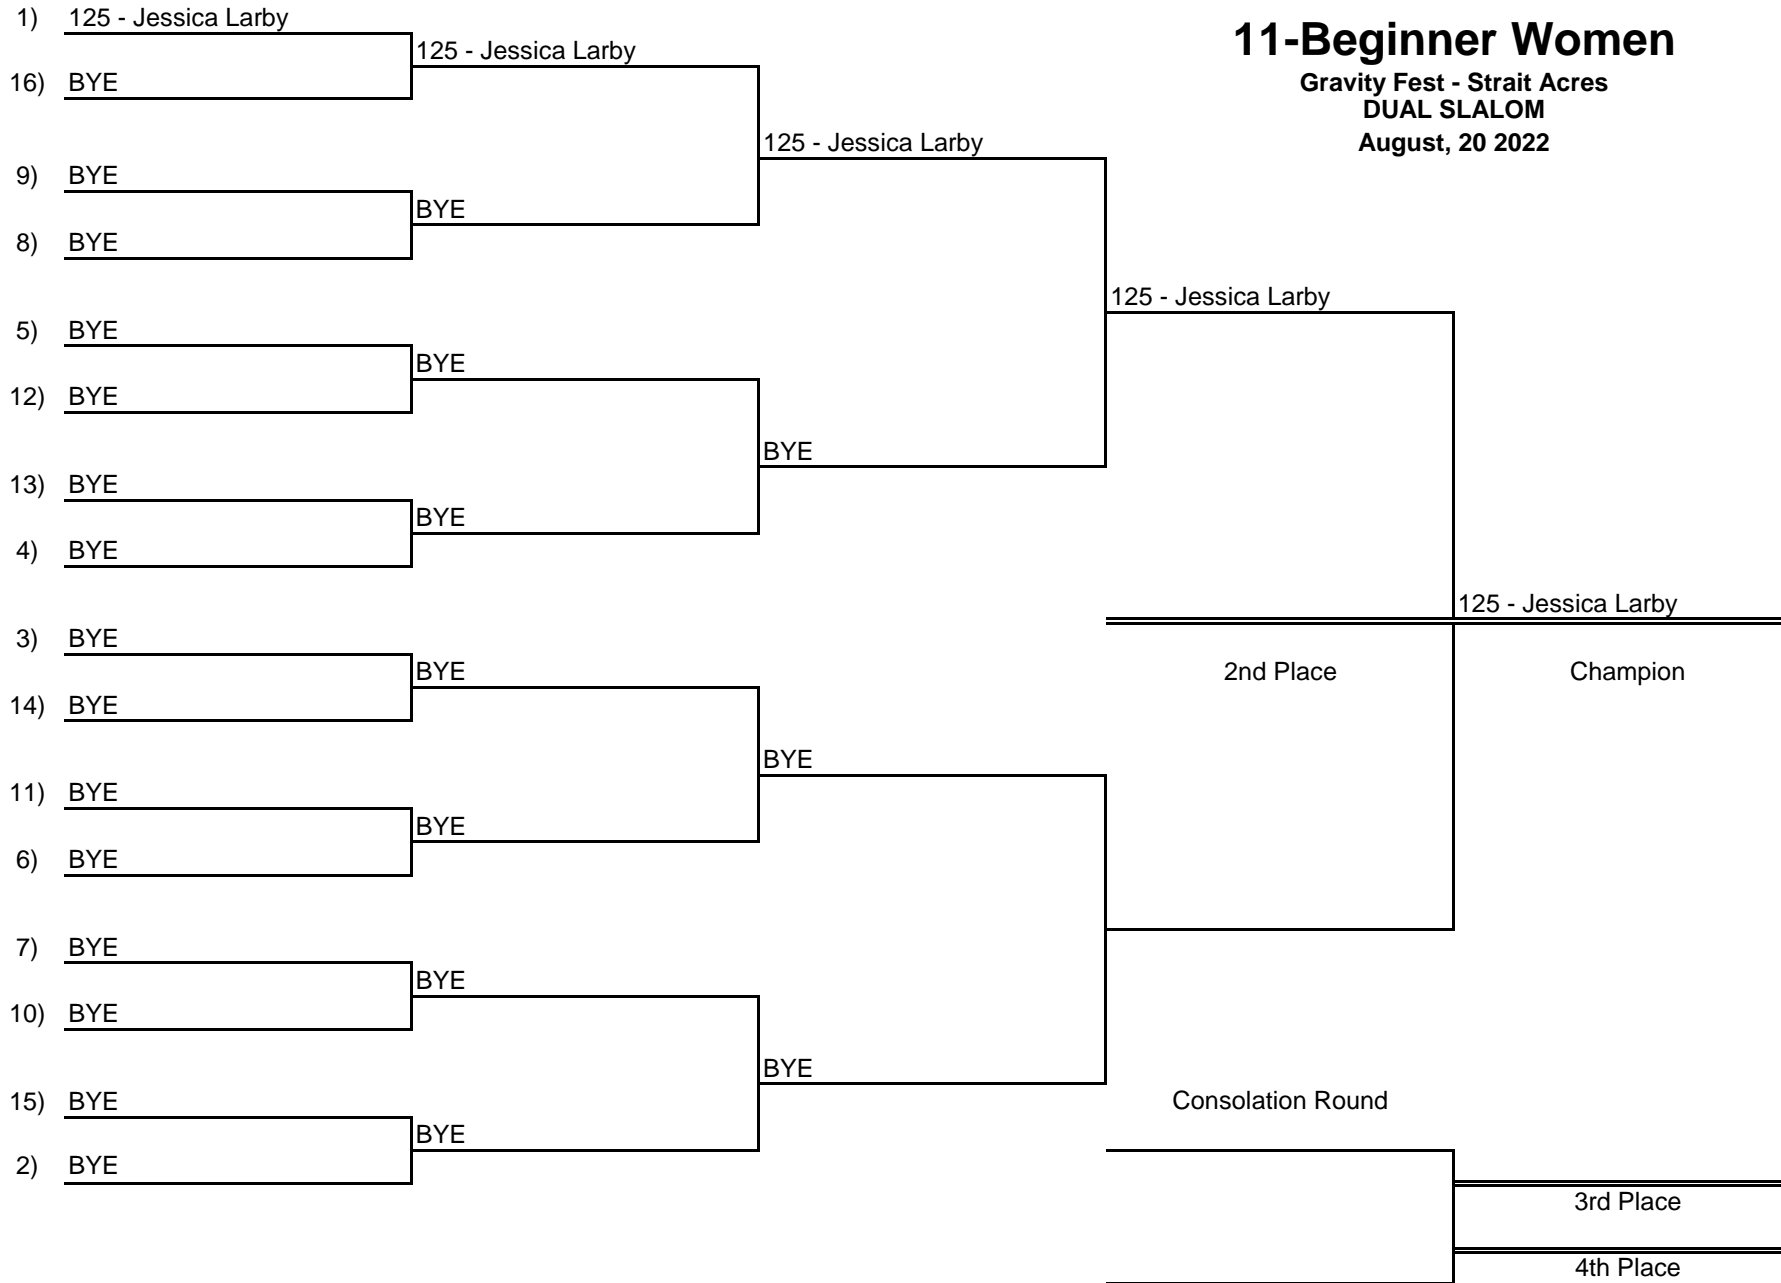 11-Beginner Women
Gravity Fest - Strait Acres
DUAL SLALOM
August, 20 2022
1) 125 - Jessica Larby
16) BYE
9) BYE
8) BYE
5) BYE
12) BYE
13) BYE
4) BYE
3) BYE
14) BYE
11) BYE
6) BYE
7) BYE
10) BYE
15) BYE
2) BYE
125 - Jessica Larby
BYE
BYE
BYE
BYE
BYE
BYE
BYE
125 - Jessica Larby
BYE
BYE
BYE
125 - Jessica Larby
125 - Jessica Larby
2nd Place
Champion
Consolation Round
3rd Place
4th Place